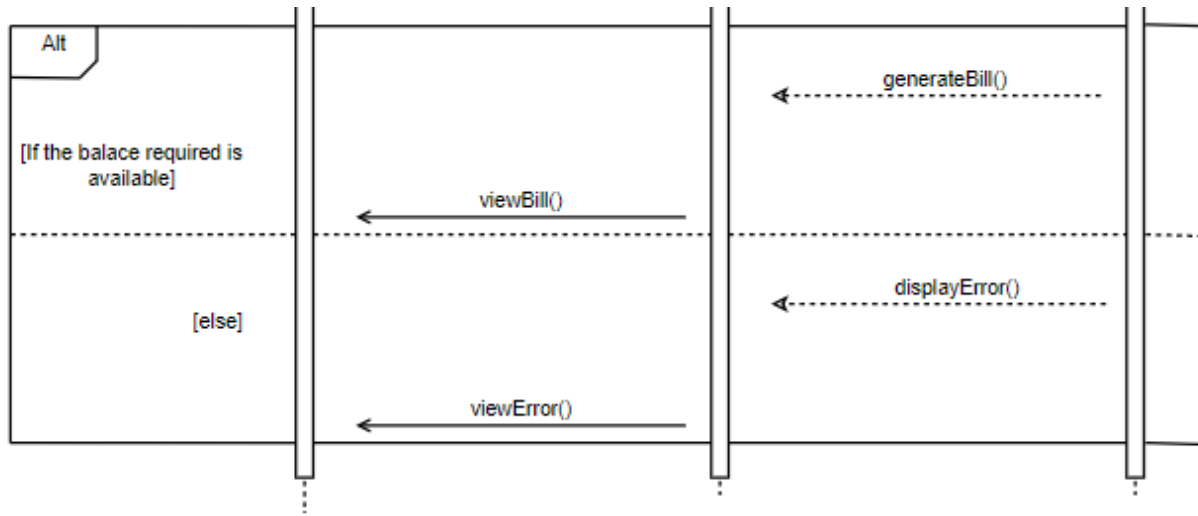 Alt
generateBill()
[If the balace required is
available]
viewBill()
displayError()
[else]
viewError()